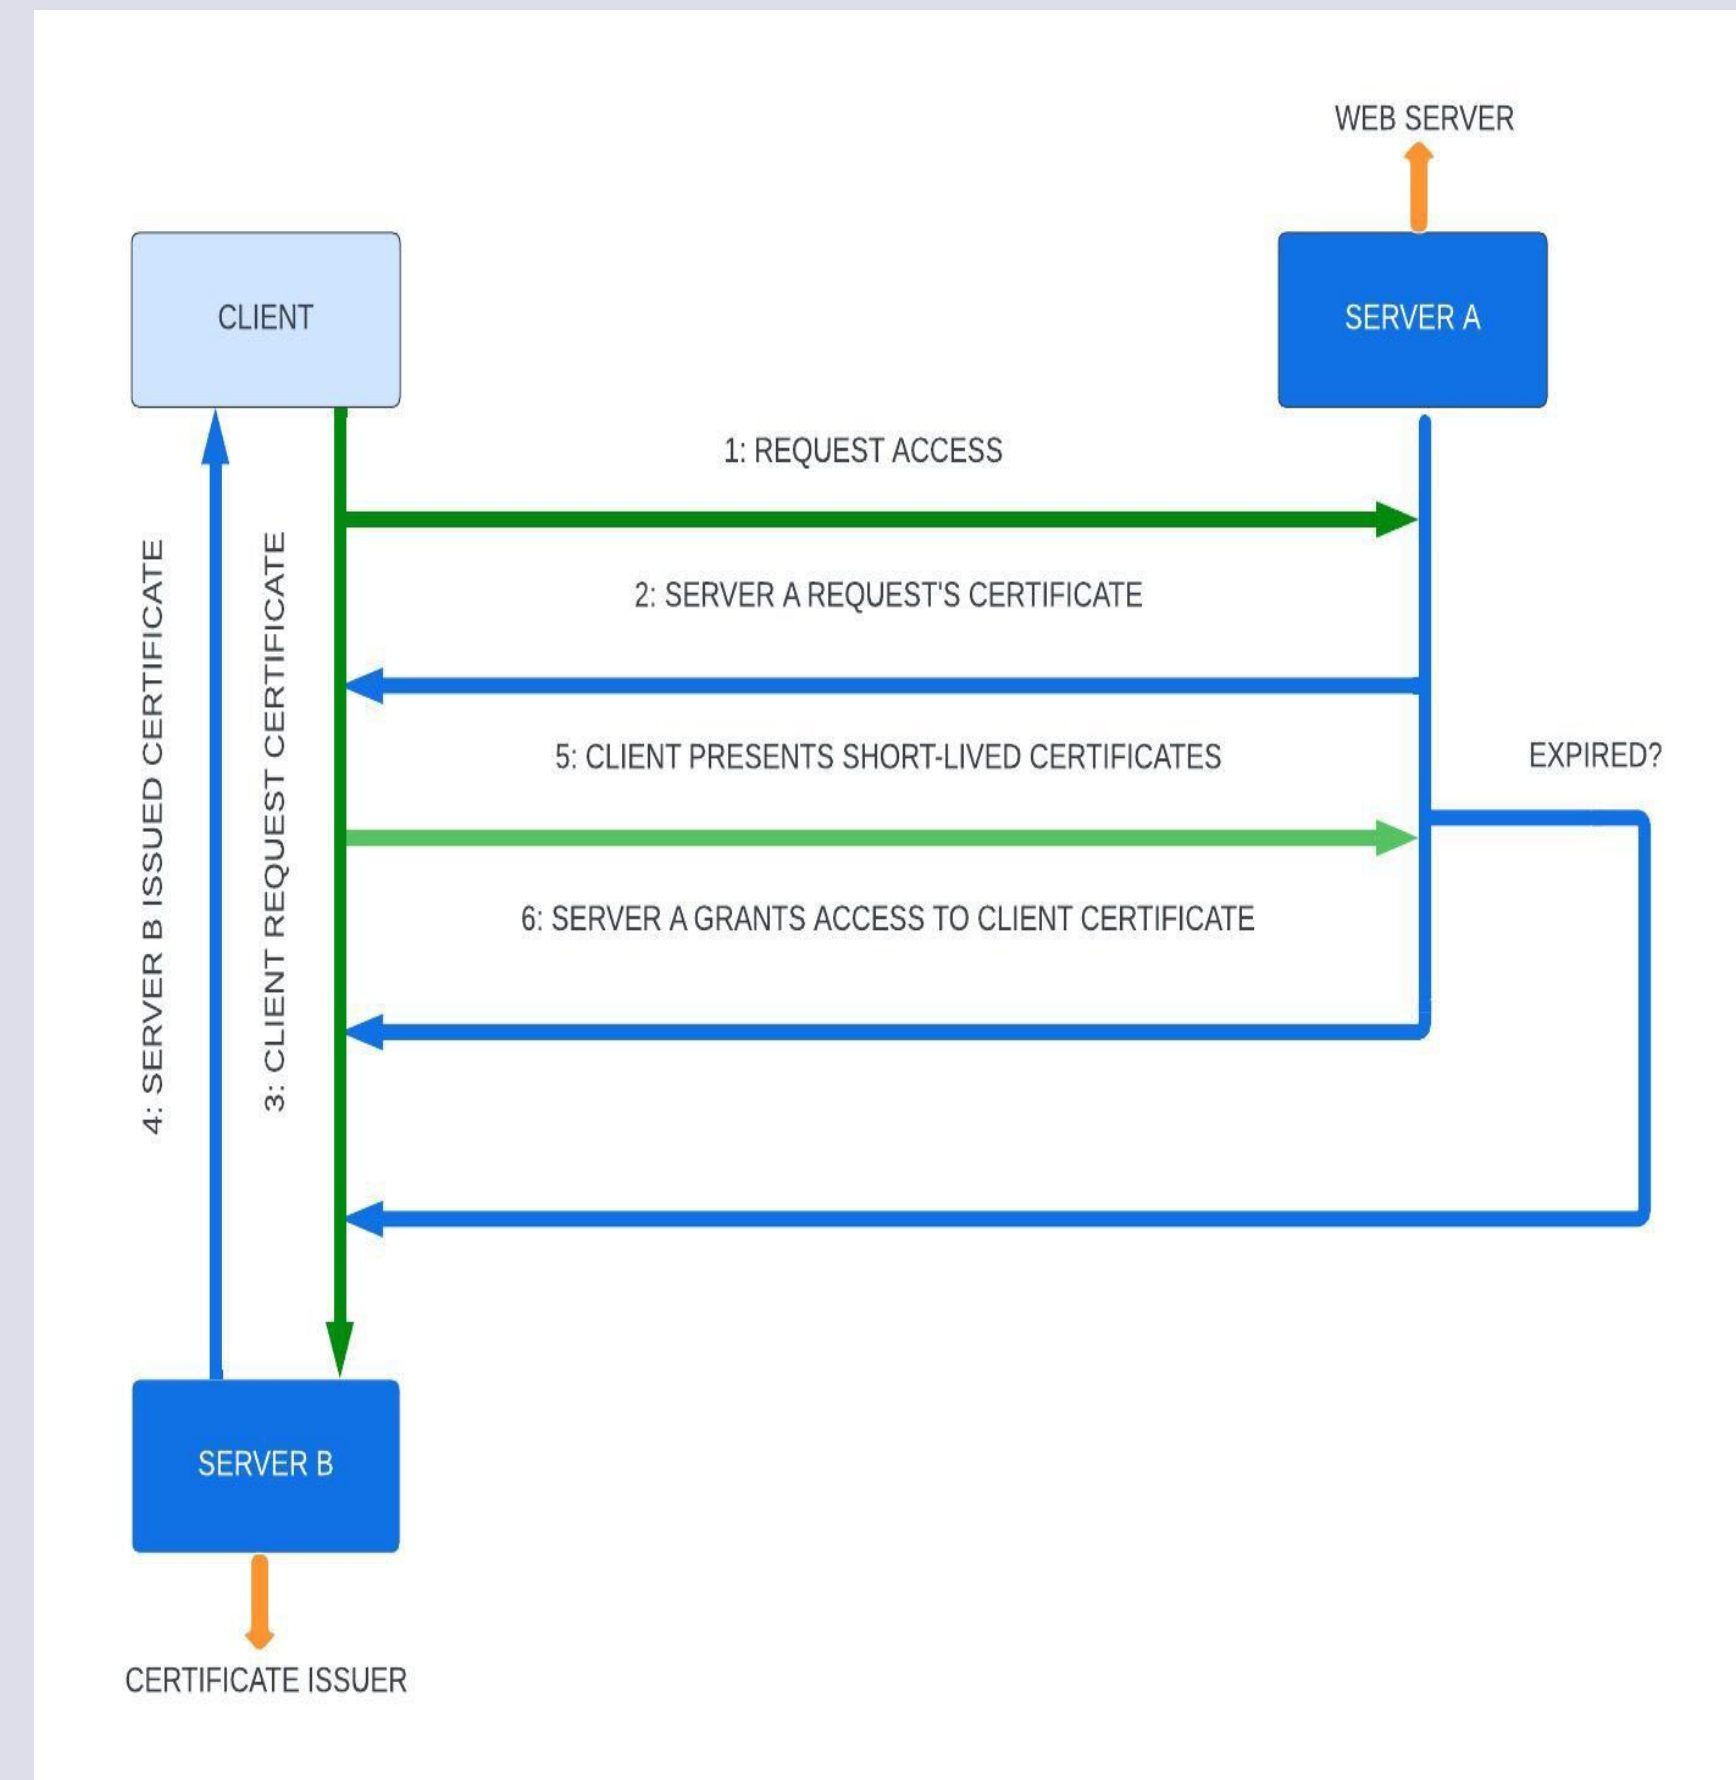 WEB SERVER
CLIENT
SERVER A
1: REQUEST ACCESS
2: SERVER A REQUEST'S CERTIFICATE
5: CLIENT PRESENTS SHORT-LIVED CERTIFICATES
EXPIRED?
6: SERVER A GRANTS ACCESS TO CLIENT CERTIFICATE
4: SERVER B ISSUED CERTIFICATE
3: CLIENT REQUEST CERTIFICATE
SERVER B
CERTIFICATE ISSUER